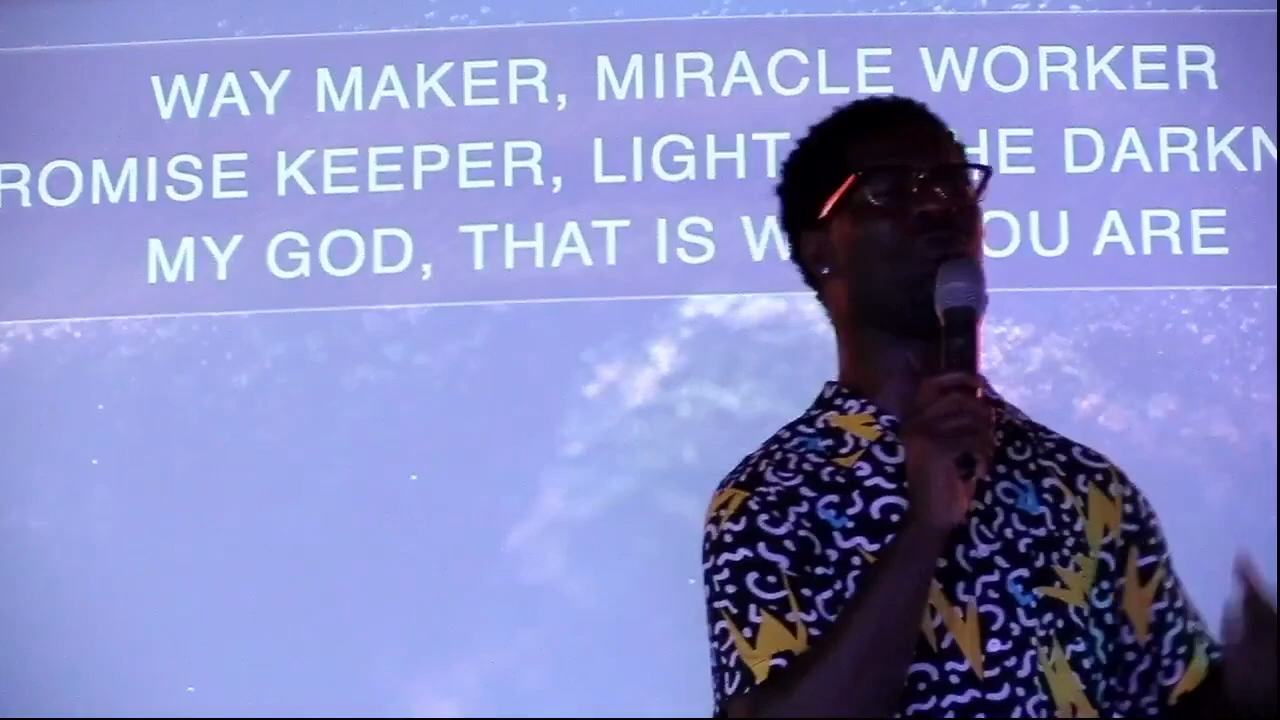 WAY MAKER, MIRACLE WORKER
ROMISE KEEPER, LIGHT HE DARKN
MY GOD, THAT IS W OU ARE